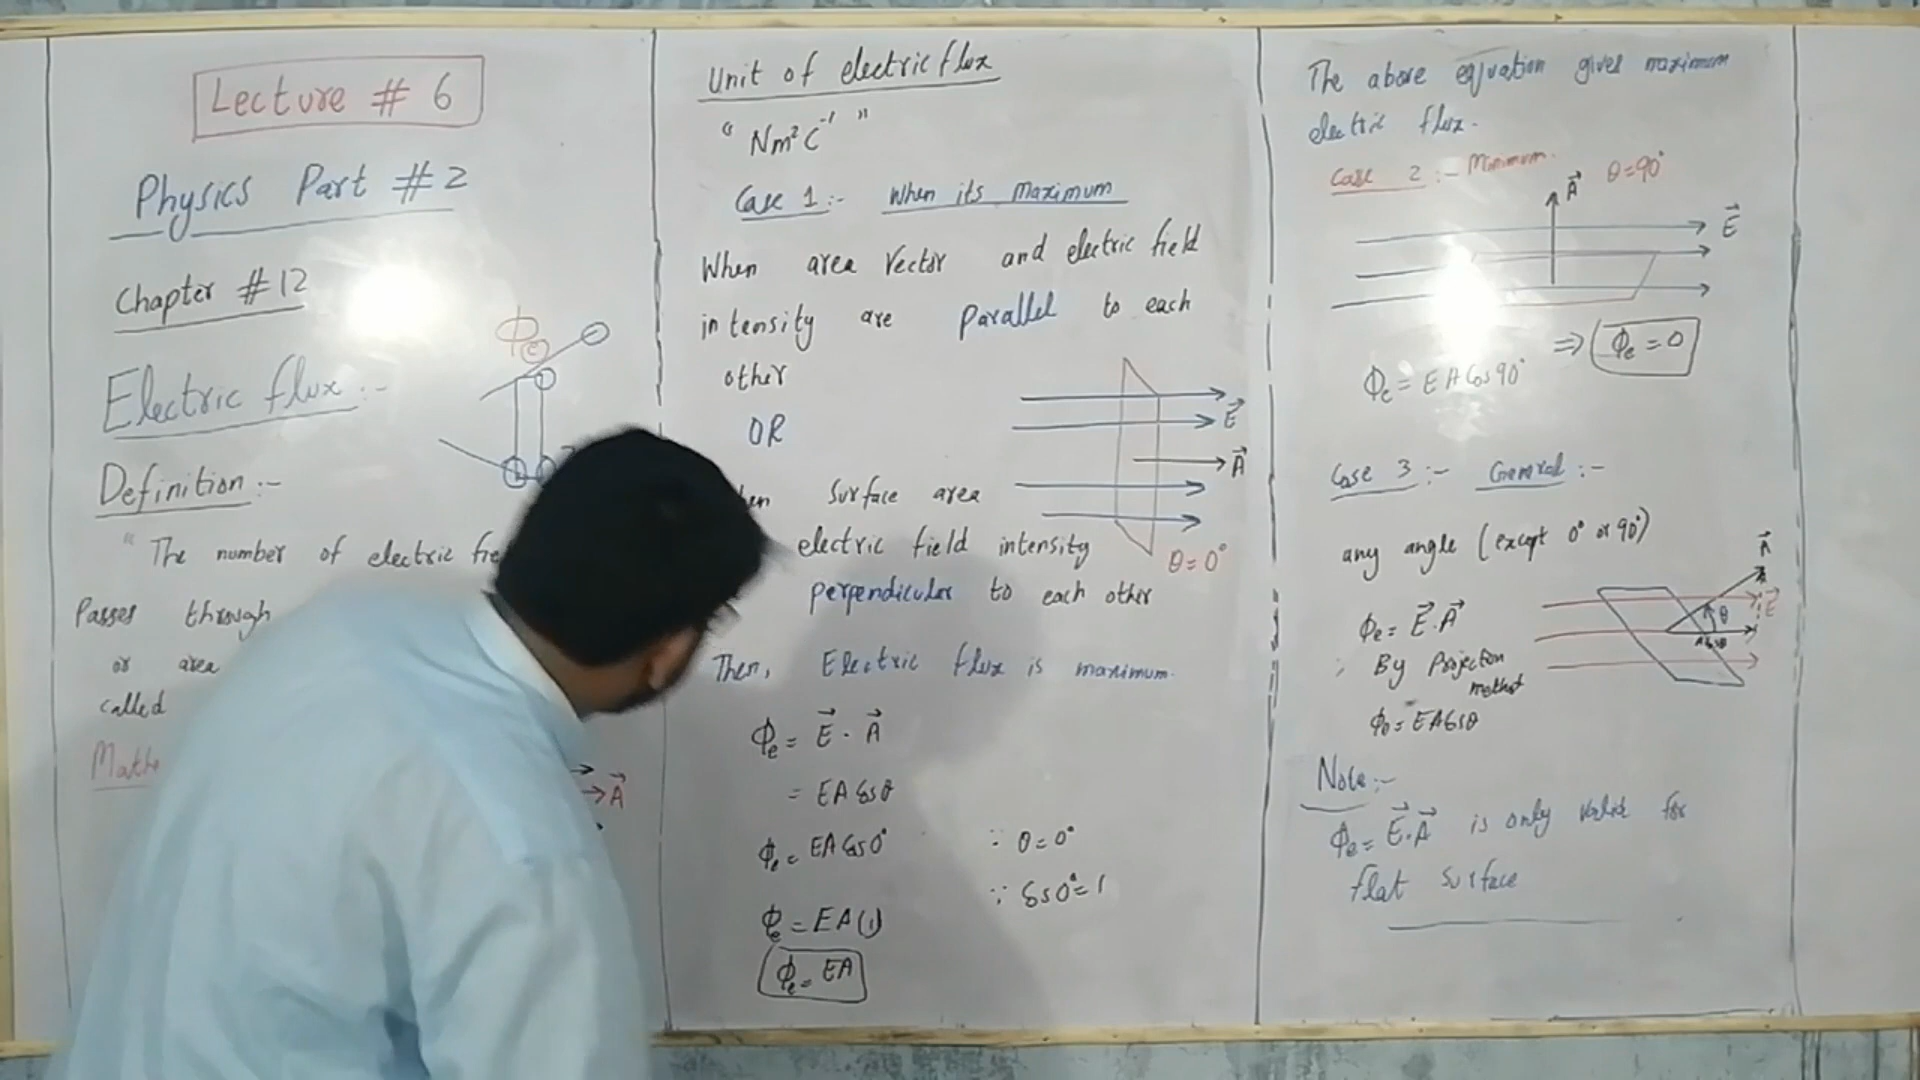 Lecture # 6
Physics Part # 2
Chapter # 12
ϕe
Electric flux :-
Definition :-
" The number of electric
Passes through
or area
called
A⃗
Unit of electric flux
" Nm² C⁻¹ "
Case 1 :- When its maximum
When area Vector and electric field
intensity are Parallel to each
other
OR
E⃗
A⃗
Surface area
electric field intensity
θ = 0°
perpendicular to each other
Then, Electric flux is maximum.
ϕe = E⃗ · A⃗
= EA Cosθ
ϕe = EA Cos0° ∵ θ = 0°
∵ Cos0° = 1
ϕe = EA(1)
ϕe = EA
The above equation gives maximum
electric flux.
Case 2 :- Minimum.
A⃗ θ = 90°
E⃗
ϕe = EA Cos90° ⇒ ϕe = 0
Case 3 :- General :-
any angle (except 0° or 90°)
A⃗
E⃗
θ
ACosθ
ϕe = E⃗.A⃗
∴ By Projection
method
ϕe = EACosθ
Note :-
ϕe = E⃗.A⃗ is only valid for
flat surface